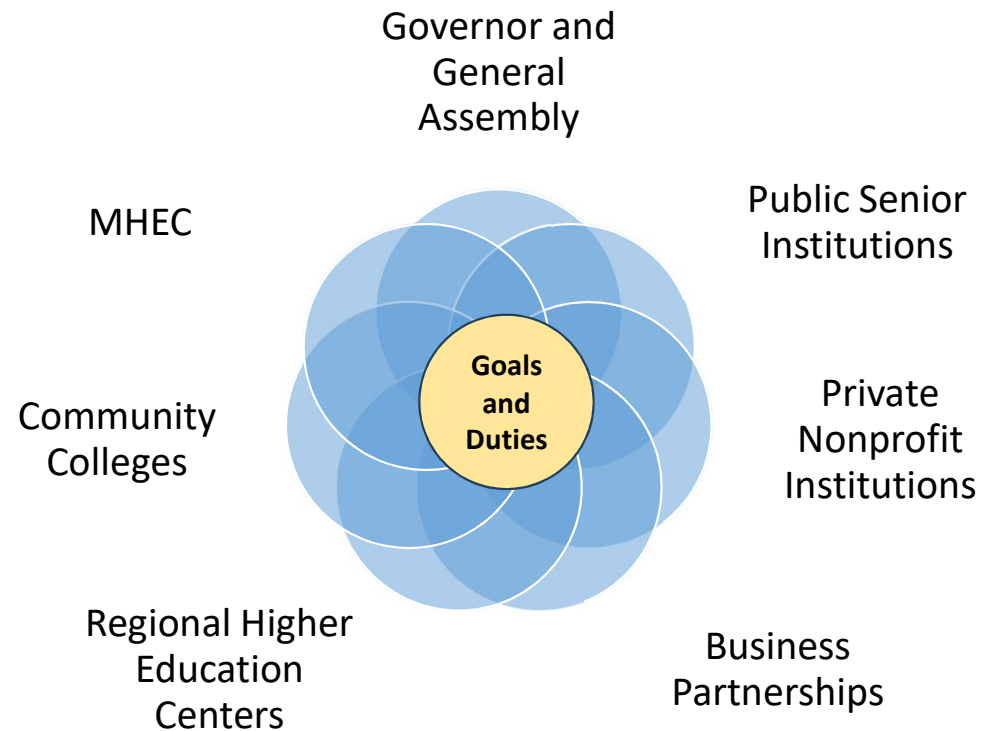 Governor and
General
Assembly
Public Senior
Institutions
Private
Nonprofit
Institutions
Business
Partnerships
Regional Higher
Education
Centers
Community
Colleges
MHEC
Goals
and
Duties